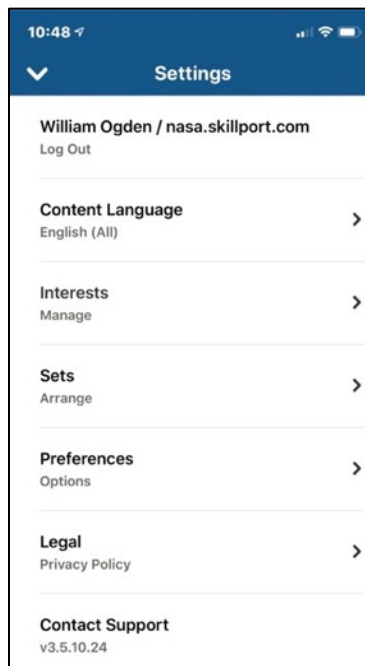 10:48
Settings
William Ogden / nasa.skillport.com
Log Out
Content Language
English (All)
Interests
Manage
Sets
Arrange
Preferences
Options
Legal
Privacy Policy
Contact Support
v3.5.10.24